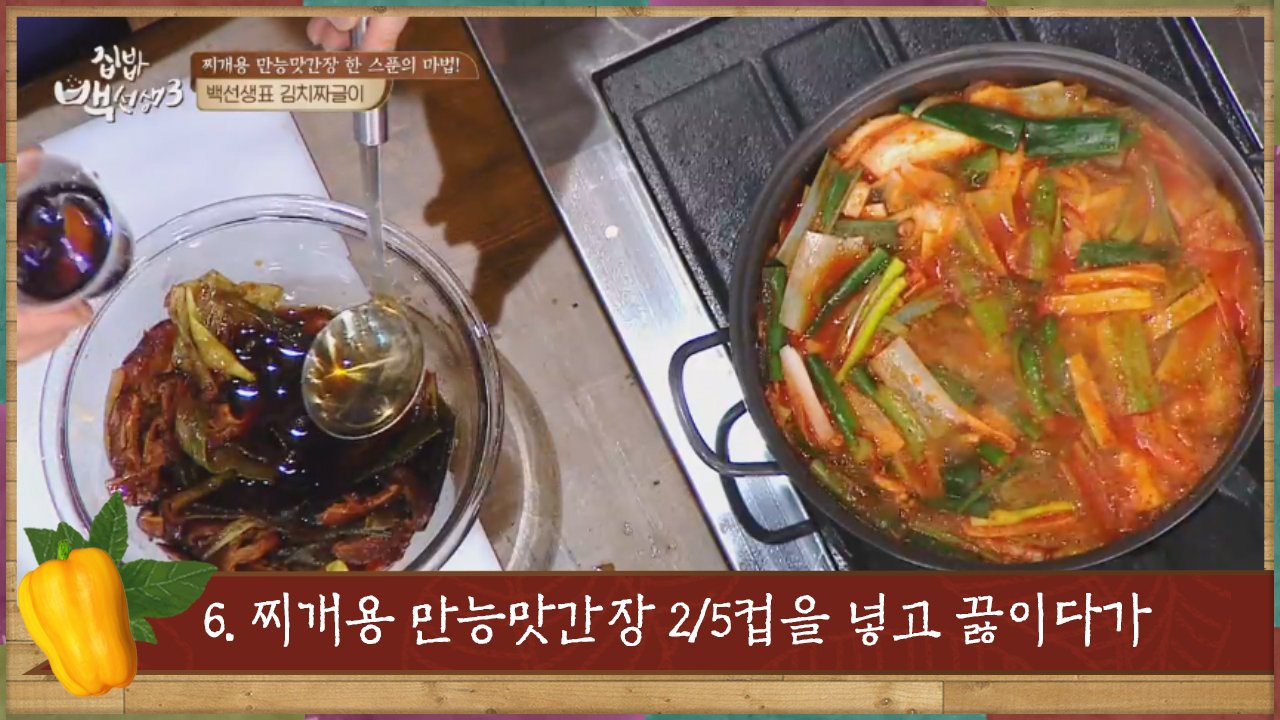 집밥
백선생3
찌개용 만능맛간장 한 스푼의 마법!
백선생표 김치짜글이
6. 찌개용 만능맛간장 2/5컵을 넣고 끓이다가